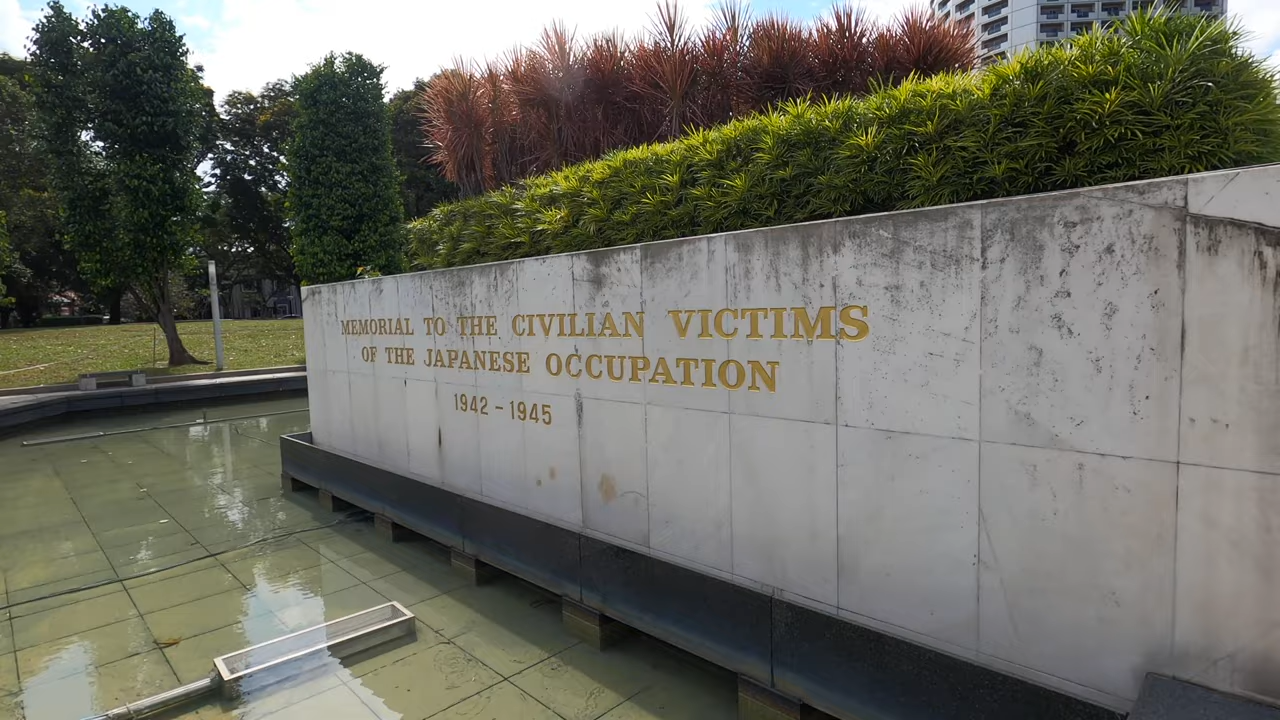 MEMORIAL TO THE CIVILIAN VICTIMS
OF THE JAPANESE OCCUPATION
1942 - 1945